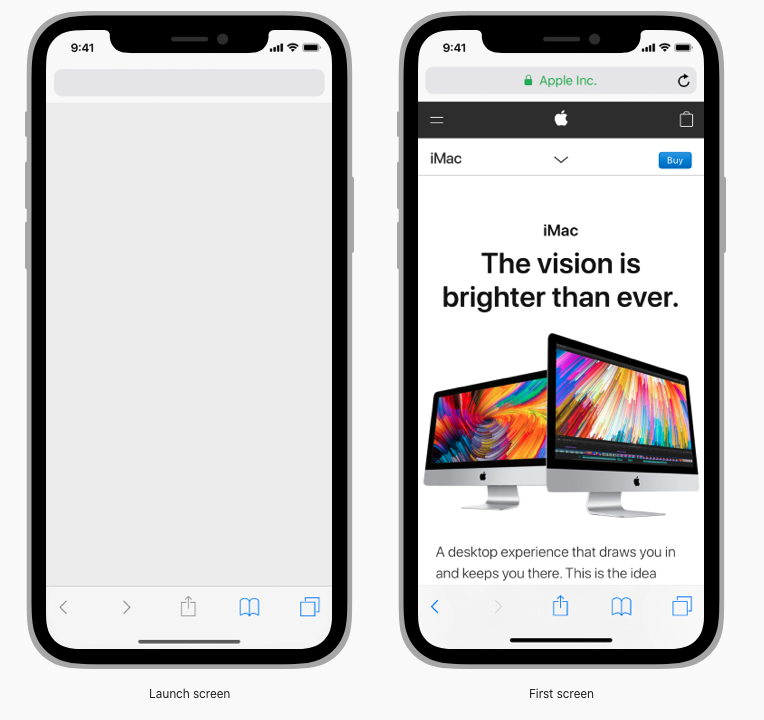 9:41
9:41
Apple Inc.
iMac
Buy
iMac
The vision is
brighter than ever.
A desktop experience that draws you in
and keeps you there. This is the idea
Launch screen
First screen